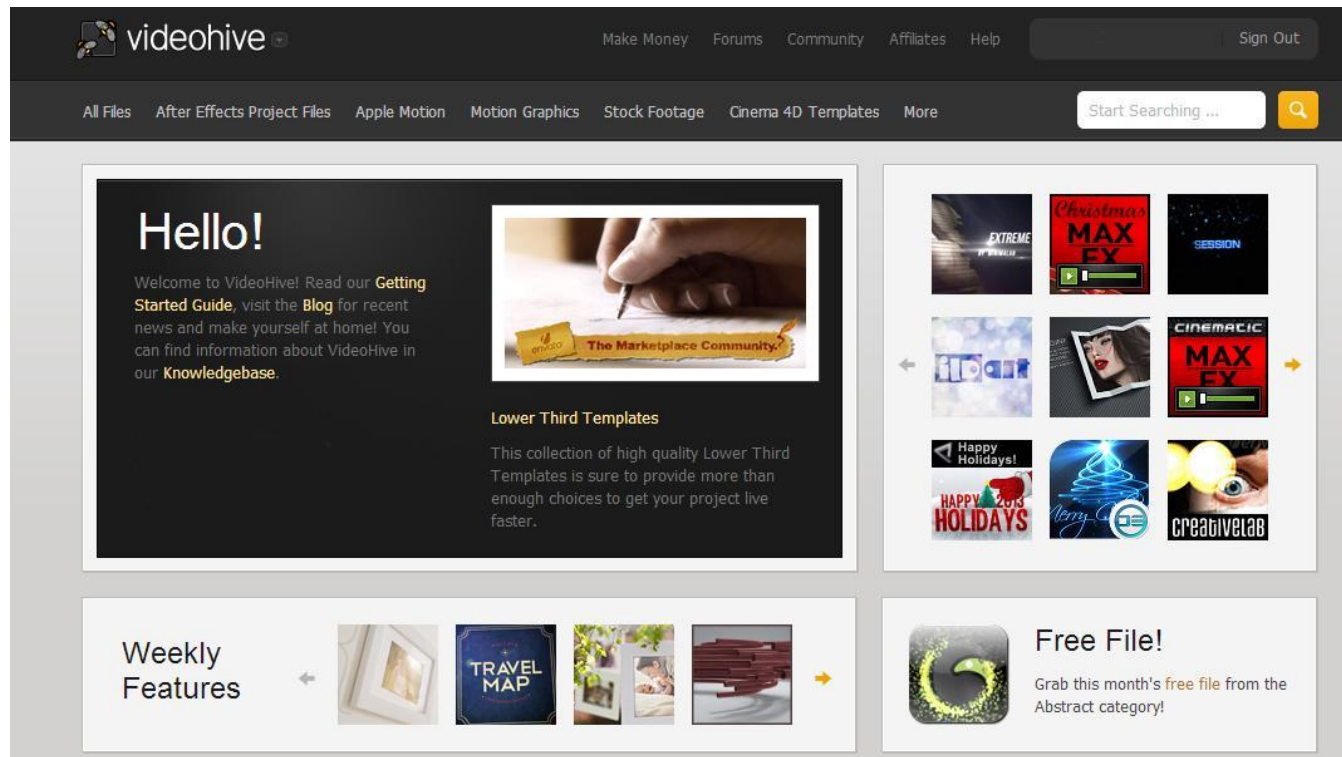 videohive
Make Money Forums Community Affiliates Help Sign Out
All Files After Effects Project Files Apple Motion Motion Graphics Stock Footage Cinema 4D Templates More Start Searching ...
Hello!
Welcome to VideoHive! Read our Getting
Started Guide, visit the Blog for recent
news and make yourself at home! You
can find information about VideoHive in
our Knowledgebase.
envato
The Marketplace Community.
Lower Third Templates
This collection of high quality Lower Third
Templates is sure to provide more than
enough choices to get your project live
faster.
EXTREME
Christmas
MAX
FX
SESSION
CINEMATIC
MAX
FX
Happy
Holidays!
HAPPY 2013
HOLIDAYS
Merry
CREATIVELAB
Weekly
Features
TRAVEL
MAP
Free File!
Grab this month's free file from the
Abstract category!